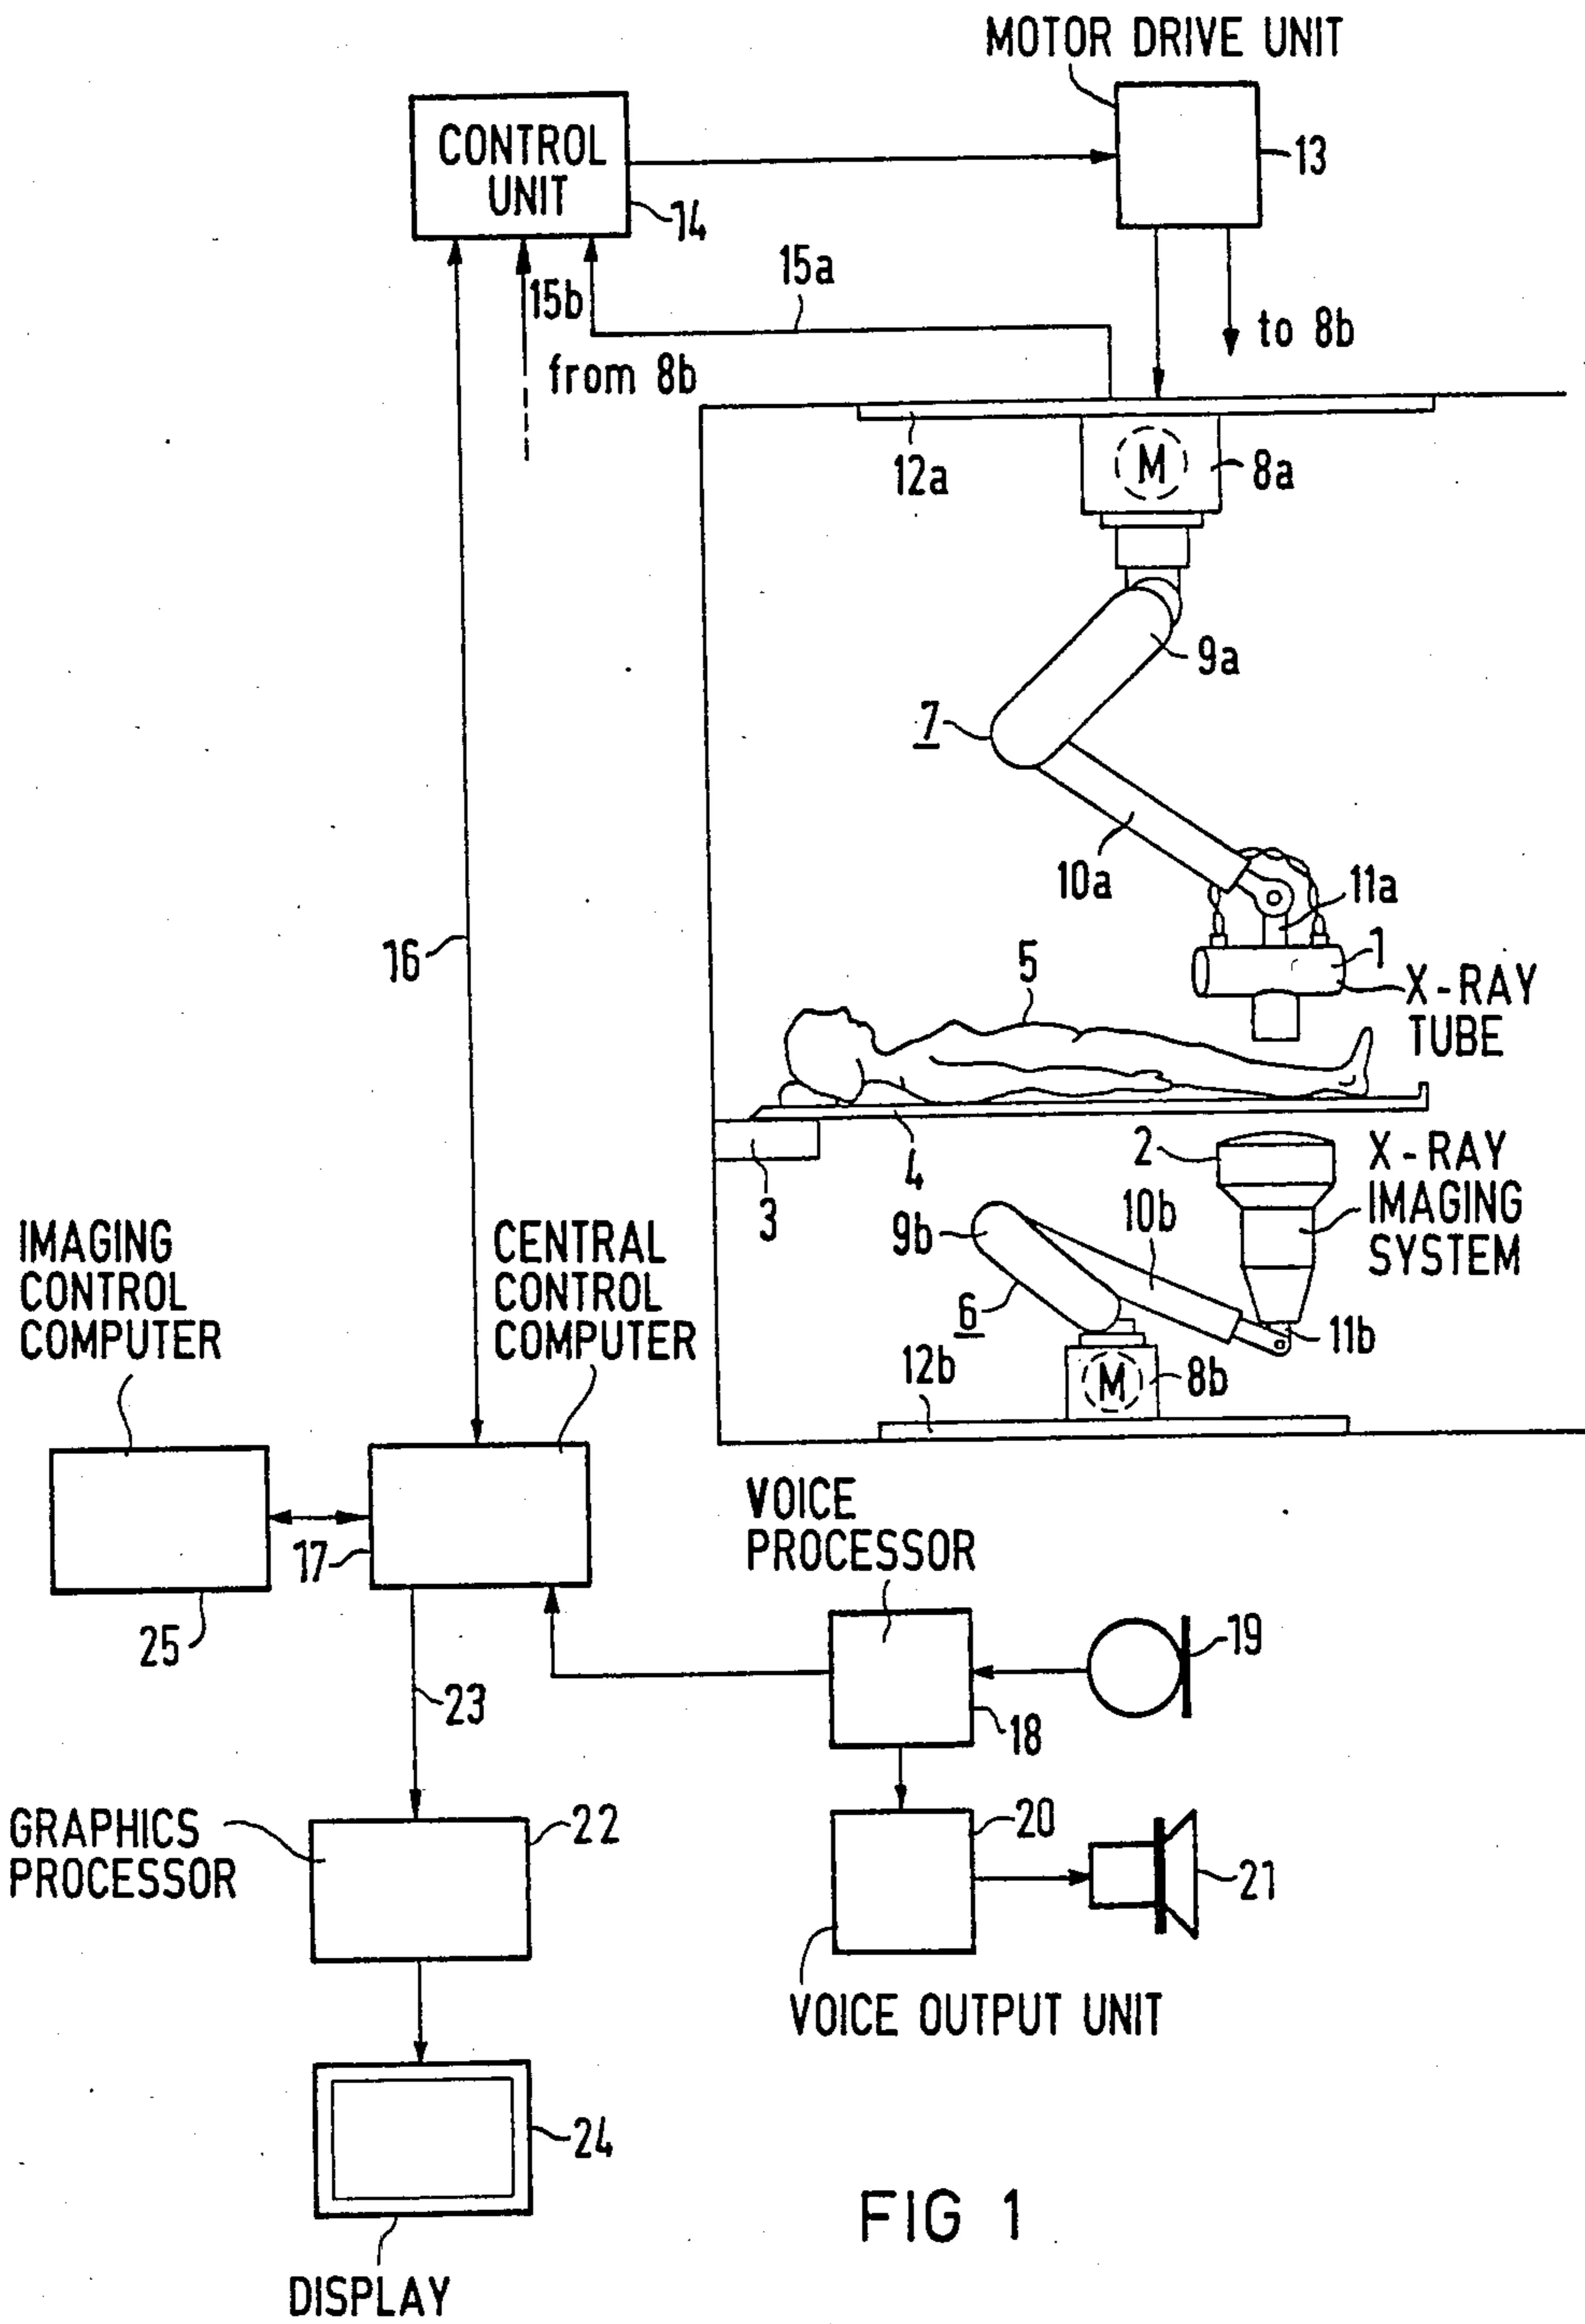 MOTOR DRIVE UNIT
CONTROL
UNIT
13
14
15a
15b
to 8b
from 8b
12a
M
8a
9a
7
10a
11a
16
5
1
X-RAY
TUBE
2
X-RAY
IMAGING
SYSTEM
3
4
9b
10b
6
11b
IMAGING
CONTROL
COMPUTER
CENTRAL
CONTROL
COMPUTER
12b
M
8b
VOICE
PROCESSOR
17
25
19
23
18
GRAPHICS
PROCESSOR
22
20
21
VOICE OUTPUT UNIT
24
FIG 1
DISPLAY